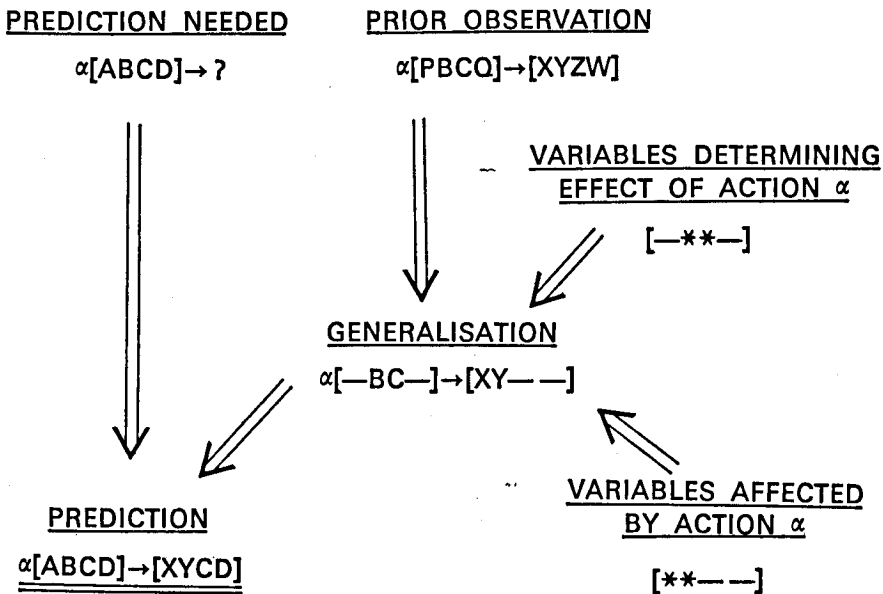 PREDICTION NEEDED
α[ABCD]→?
PRIOR OBSERVATION
α[PBCQ]→[XYZW]
VARIABLES DETERMINING
EFFECT OF ACTION α
[—**—]
GENERALISATION
α[—BC—]→[XY— —]
VARIABLES AFFECTED
BY ACTION α
[**— —]
PREDICTION
α[ABCD]→[XYCD]